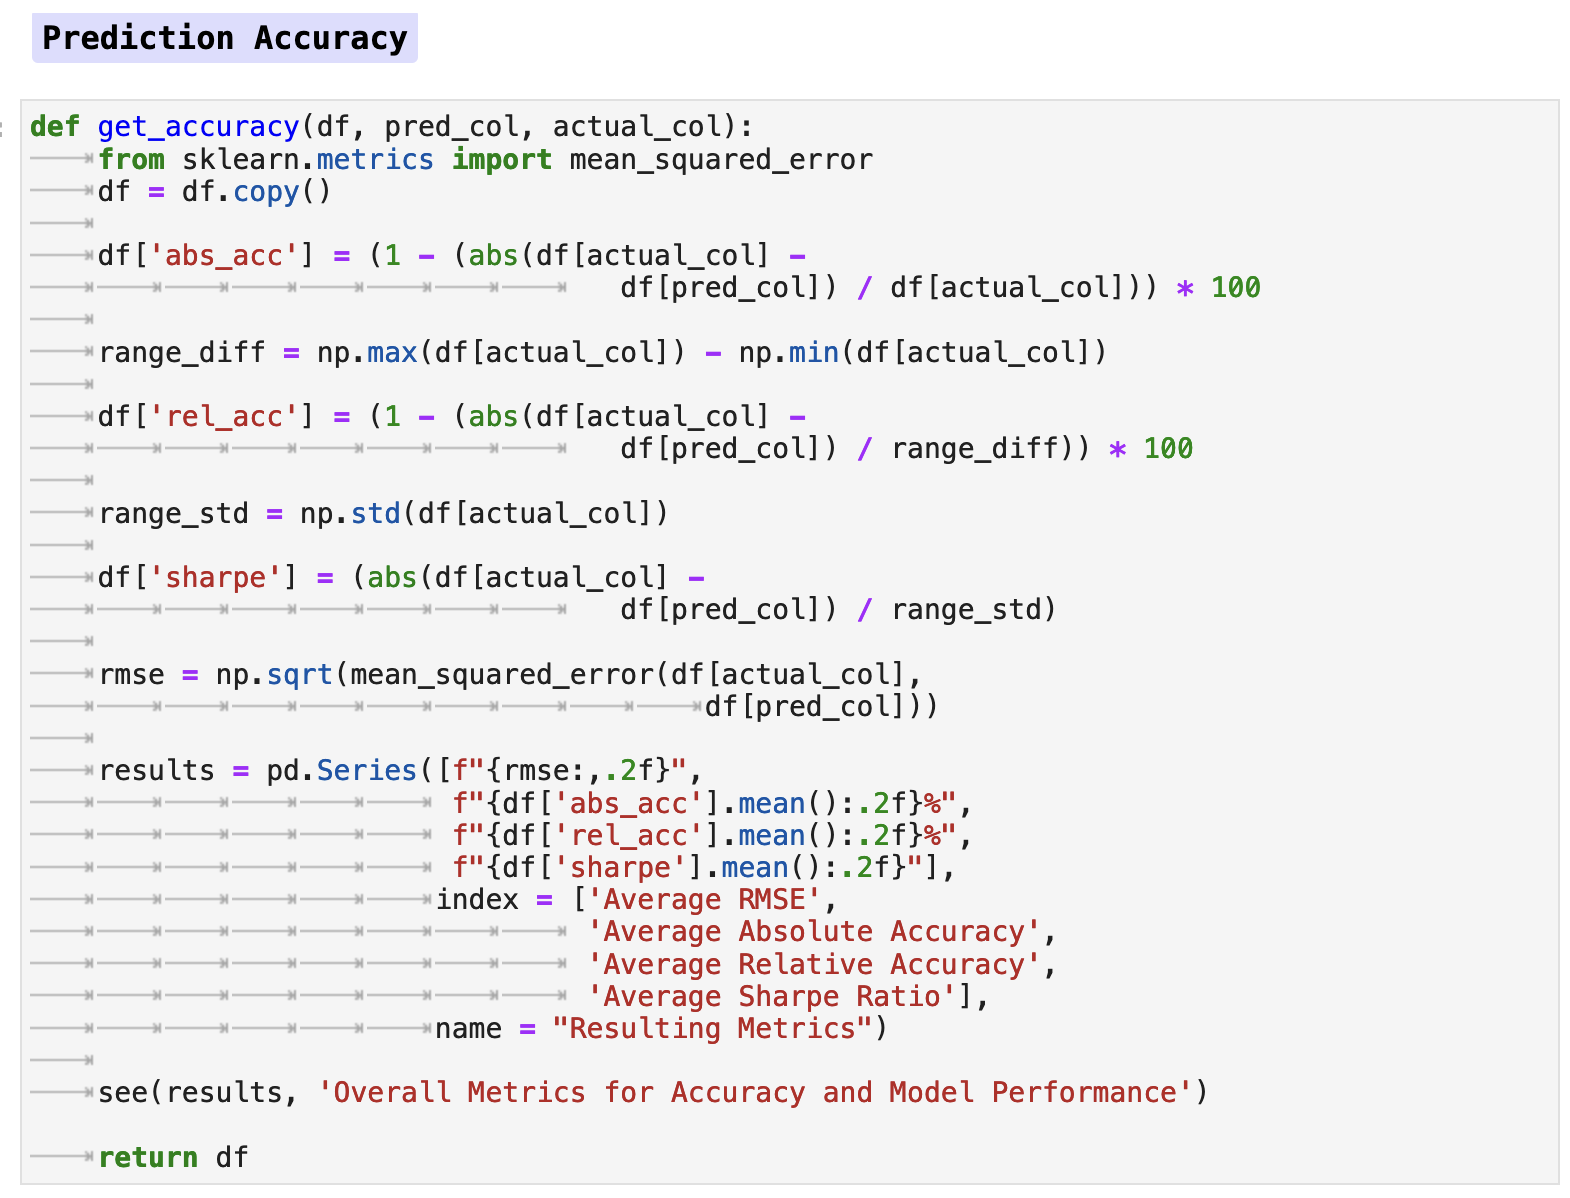 Prediction Accuracy
def get_accuracy(df, pred_col, actual_col):
from sklearn.metrics import mean_squared_error
df = df.copy()
df['abs_acc'] = (1 - (abs(df[actual_col] -
df[pred_col]) / df[actual_col])) * 100
range_diff = np.max(df[actual_col]) - np.min(df[actual_col])
df['rel_acc'] = (1 - (abs(df[actual_col] -
df[pred_col]) / range_diff)) * 100
range_std = np.std(df[actual_col])
df['sharpe'] = (abs(df[actual_col] -
df[pred_col]) / range_std)
rmse = np.sqrt(mean_squared_error(df[actual_col],
df[pred_col]))
results = pd.Series([f"{rmse:,.2f}",
f"{df['abs_acc'].mean():.2f}%",
f"{df['rel_acc'].mean():.2f}%",
f"{df['sharpe'].mean():.2f}"],
index = ['Average RMSE',
'Average Absolute Accuracy',
'Average Relative Accuracy',
'Average Sharpe Ratio'],
name = "Resulting Metrics")
see(results, 'Overall Metrics for Accuracy and Model Performance')
return df